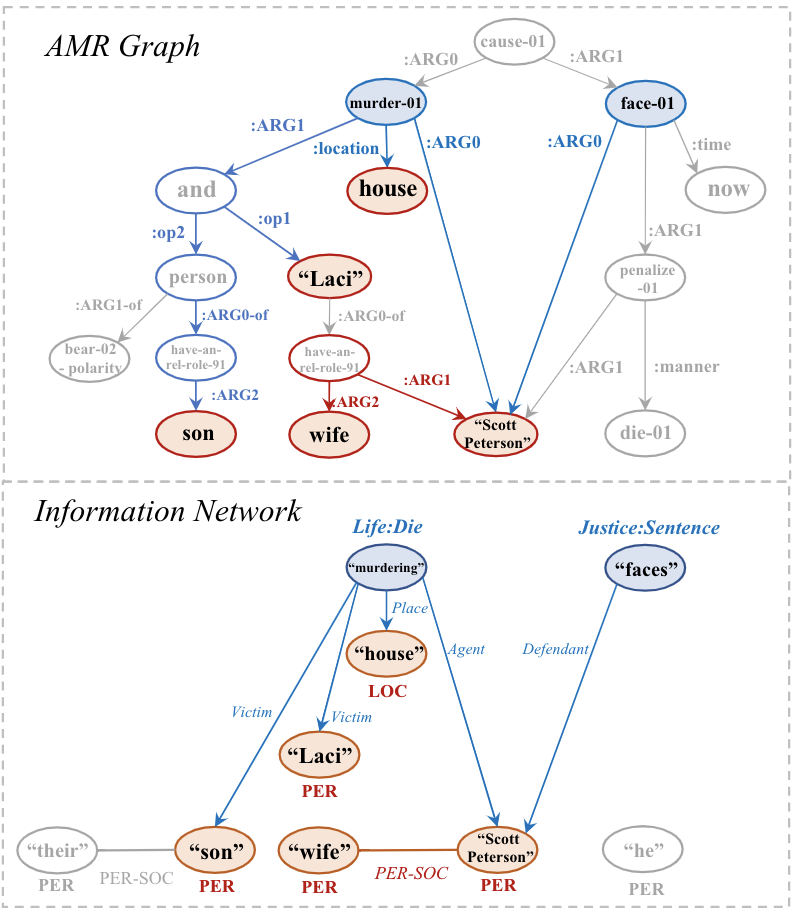 AMR Graph
cause-01
:ARG0
:ARG1
murder-01
face-01
:ARG1
:location
:ARG0
:ARG0
:time
and
house
now
:op2
:op1
:ARG1
person
“Laci”
penalize
-01
:ARG1-of
:ARG0-of
:ARG0-of
bear-02
- polarity
have-an-
rel-role-91
have-an-
rel-role-91
:ARG1
:manner
:ARG2
:ARG2
:ARG1
son
wife
“Scott
Peterson”
die-01
Information Network
Life:Die
Justice:Sentence
“murdering”
“faces”
Place
“house”
Agent
Defendant
LOC
Victim
Victim
“Laci”
PER
“their”
PER-SOC
“son”
“wife”
PER-SOC
“Scott
Peterson”
“he”
PER
PER
PER
PER
PER